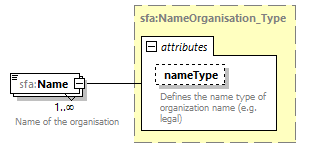 sfa:NameOrganisation_Type
attributes
nameType
Defines the name type of
organization name (e.g.
legal)
sfa:Name
1..∞
Name of the organisation